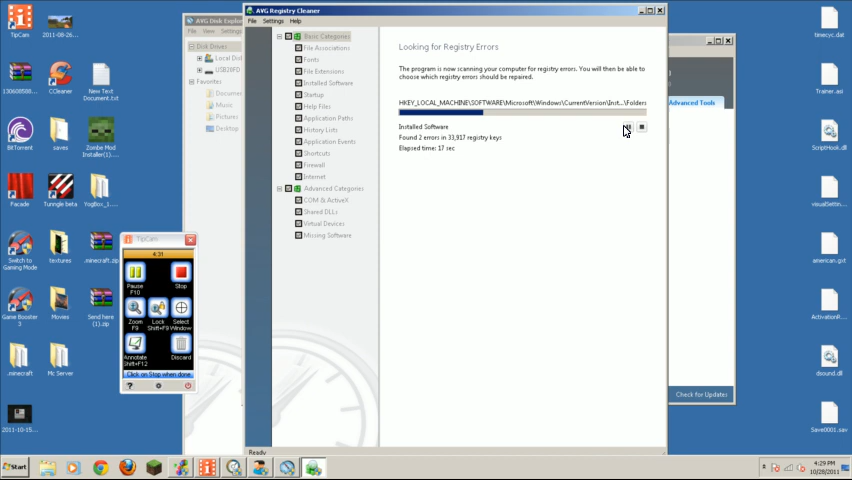 TipCam
2011-08-26...
130608588...
CCleaner
New Text
Document.txt
BitTorrent
saves
Zombe Mod
Installer(1)....
Facade
Tunngle beta
YogBox_1....
Switch to
Gaming Mode
textures
.minecraft.zip
Game Booster
3
Movies
Send here
(1).zip
.minecraft
Mc Server
2011-10-15...
TipCam
4:31
Pause
F10
Stop
Zoom
F9
Lock
Shift+F9
Select
Window
Annotate
Shift+F12
Discard
Click on Stop when done
AVG Disk Explor
File
View
Settings
Disk Drives
Local Disk
USB20FD
Favorites
Documen
Music
Pictures
Desktop
AVG Registry Cleaner
File
Settings
Help
Basic Categories
File Associations
Fonts
File Extensions
Installed Software
Startup
Help Files
Application Paths
History Lists
Application Events
Shortcuts
Firewall
Internet
Advanced Categories
COM & ActiveX
Shared DLLs
Virtual Devices
Missing Software
Looking for Registry Errors
The program is now scanning your computer for registry errors. You will then be able to
choose which registry errors should be repaired.
HKEY_LOCAL_MACHINE\SOFTWARE\Microsoft\Windows\CurrentVersion\Inst...\Folders
Installed Software
Found 2 errors in 33,917 registry keys
Elapsed time: 17 sec
Ready
Advanced Tools
Check for Updates
timecyc.dat
Trainer.asi
ScriptHook.dll
visualSettin...
american.gxt
ActivationR...
dsound.dll
Save0001.sav
Start
4:29 PM
10/28/2011